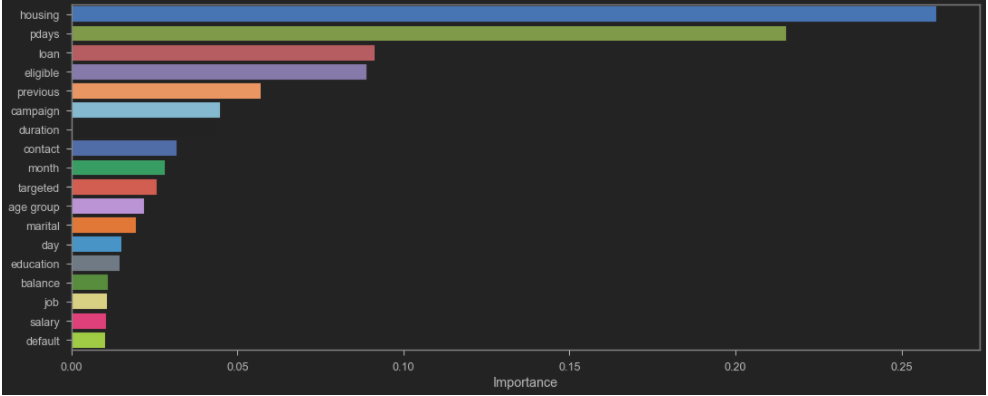 housing
pdays
loan
eligible
previous
campaign
duration
contact
month
targeted
age group
marital
day
education
balance
job
salary
default
0.00 0.05 0.10 0.15 0.20 0.25
Importance